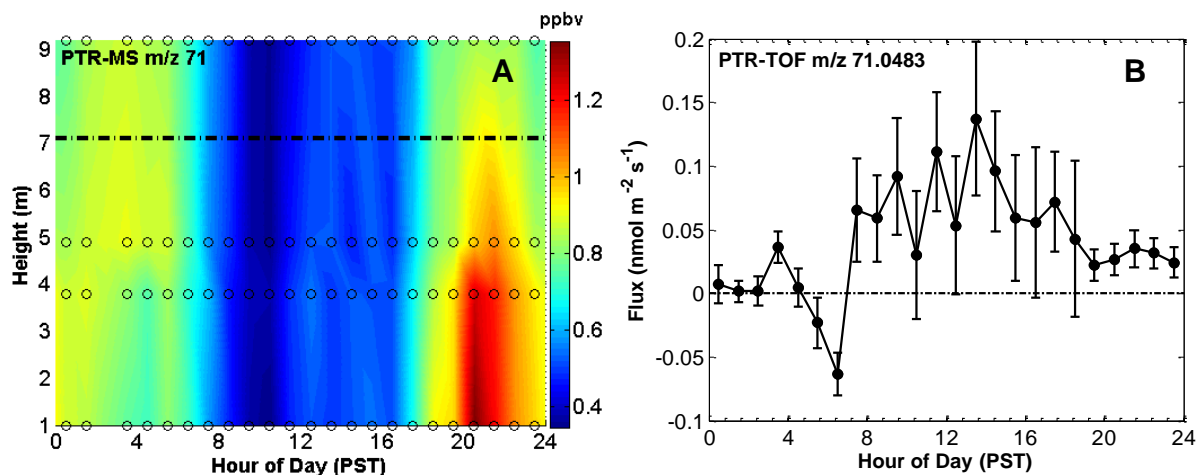 ppbv
PTR-MS m/z 71
A
9
8
7
6
5
4
3
2
1
Height (m)
0 4 8 12 16 20 24
Hour of Day (PST)
1.2
1
0.8
0.6
0.4
PTR-TOF m/z 71.0483
B
0.2
0.15
0.1
0.05
0
-0.05
-0.1
Flux (nmol m -2 s -1)
0 4 8 12 16 20 24
Hour of Day (PST)